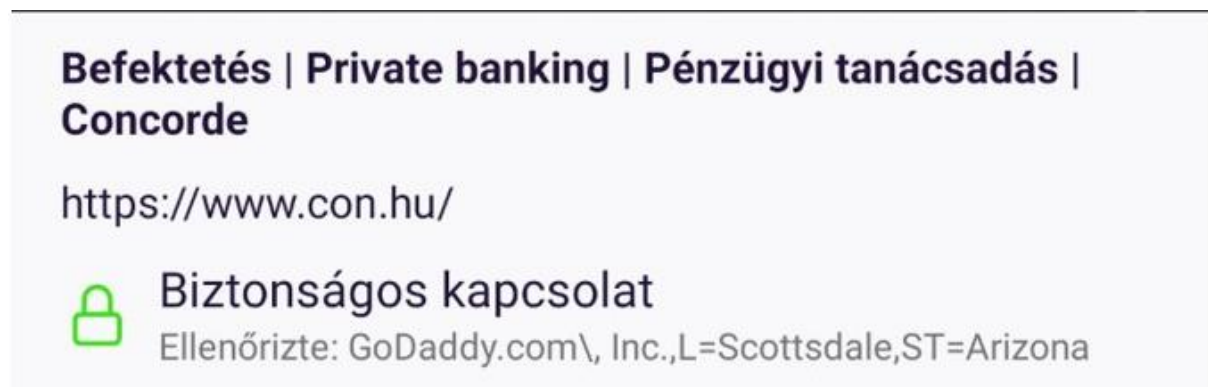 Befektetés | Private banking | Pénzügyi tanácsadás |
Concorde
https://www.con.hu/
Biztonságos kapcsolat
Ellenőrizte: GoDaddy.com\, Inc.,L=Scottsdale,ST=Arizona